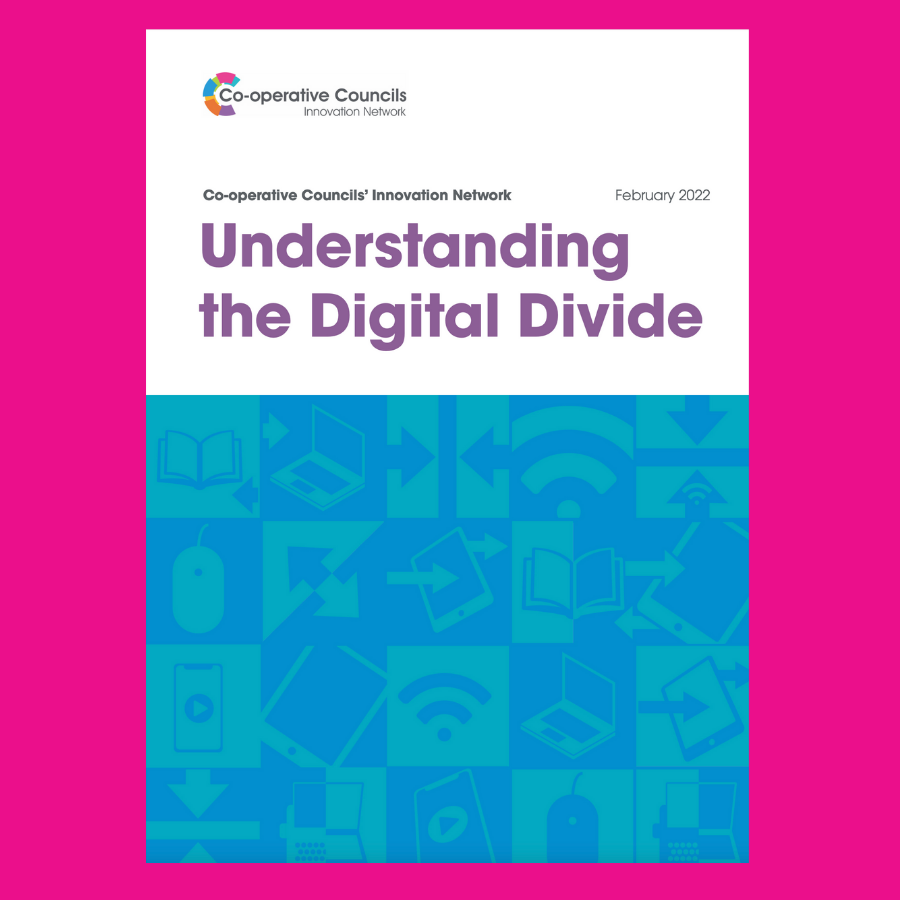 Co-operative Councils
Innovation Network
Co-operative Councils’ Innovation Network
February 2022
Understanding
the Digital Divide